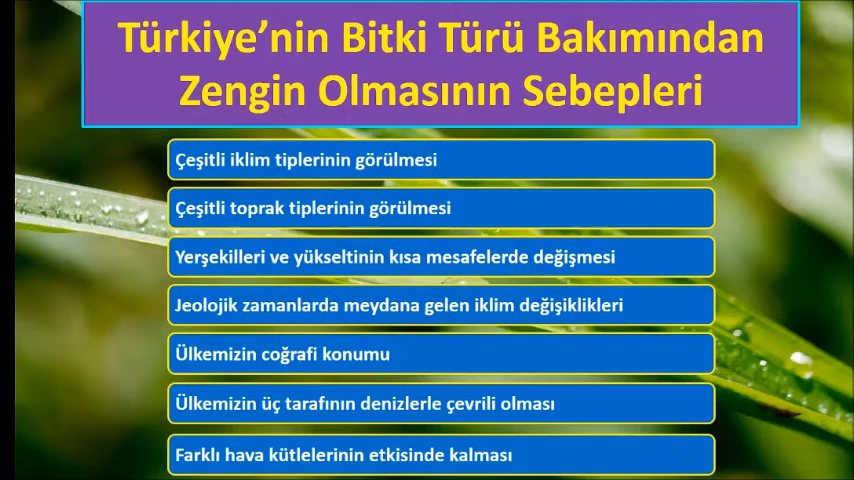 Türkiye’nin Bitki Türü Bakımından
Zengin Olmasının Sebepleri
Çeşitli iklim tiplerinin görülmesi
Çeşitli toprak tiplerinin görülmesi
Yerşekilleri ve yükseltinin kısa mesafelerde değişmesi
Jeolojik zamanlarda meydana gelen iklim değişiklikleri
Ülkemizin coğrafi konumu
Ülkemizin üç tarafının denizlerle çevrili olması
Farklı hava kütlelerinin etkisinde kalması